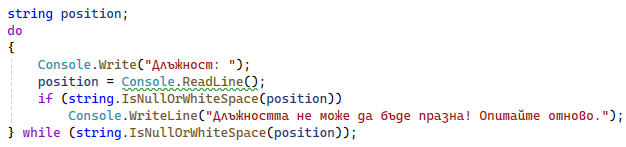 string position;
do
{
    Console.Write("Длъжност: ");
    position = Console.ReadLine();
    if (string.IsNullOrWhiteSpace(position))
        Console.WriteLine("Длъжността не може да бъде празна! Опитайте отново.");
} while (string.IsNullOrWhiteSpace(position));